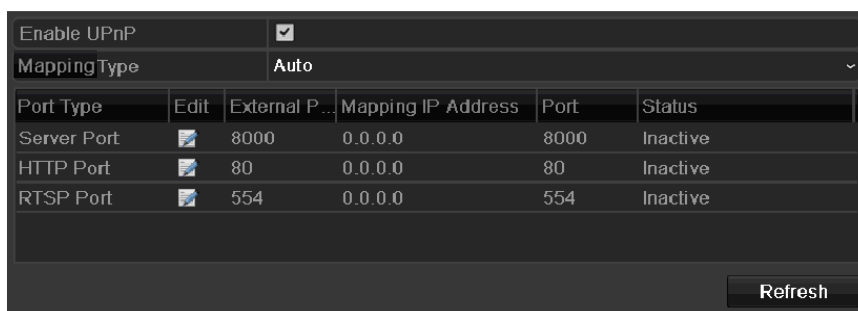 Enable UPnP
Mapping Type Auto
Port Type Edit External P... Mapping IP Address Port Status
Server Port 8000 0.0.0.0 8000 Inactive
HTTP Port 80 0.0.0.0 80 Inactive
RTSP Port 554 0.0.0.0 554 Inactive
Refresh